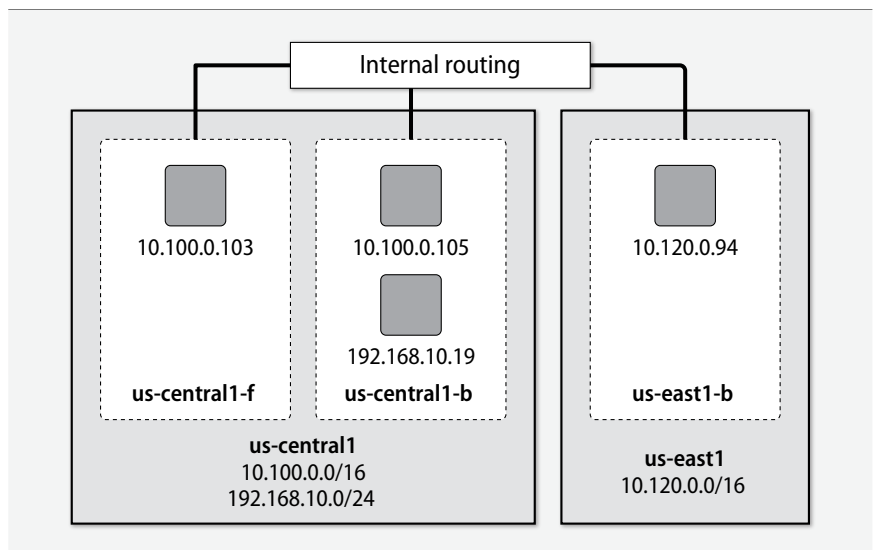 Internal routing
10.100.0.103
10.100.0.105
192.168.10.19
10.120.0.94
us-central1-f
us-central1-b
us-east1-b
us-central1
10.100.0.0/16
192.168.10.0/24
us-east1
10.120.0.0/16